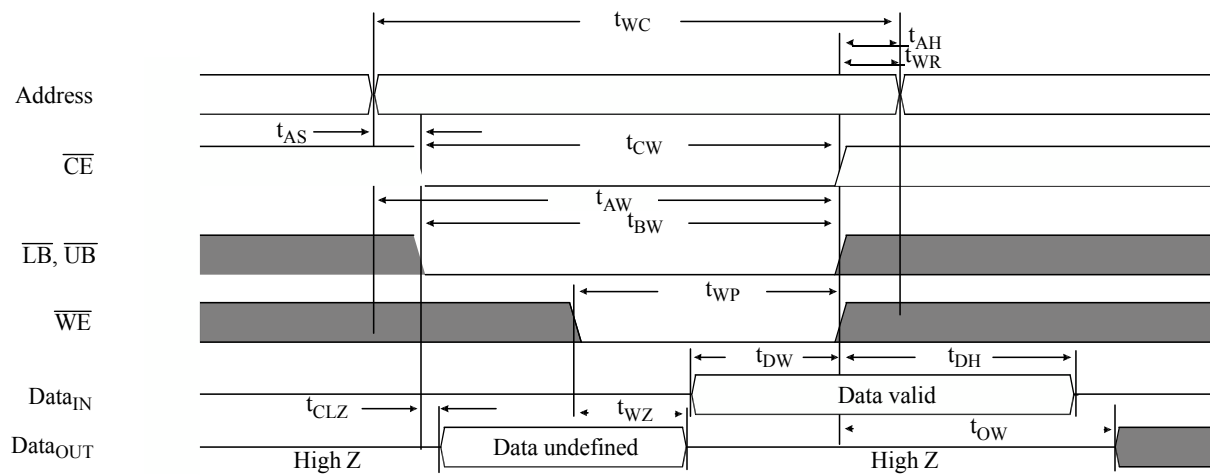 tWC
tAH
tWR
Address
tAS
tCW
CE
tAW
tBW
LB, UB
tWP
WE
tDW
tDH
DataIN
Data valid
tCLZ
tWZ
tOW
DataOUT
Data undefined
High Z
High Z